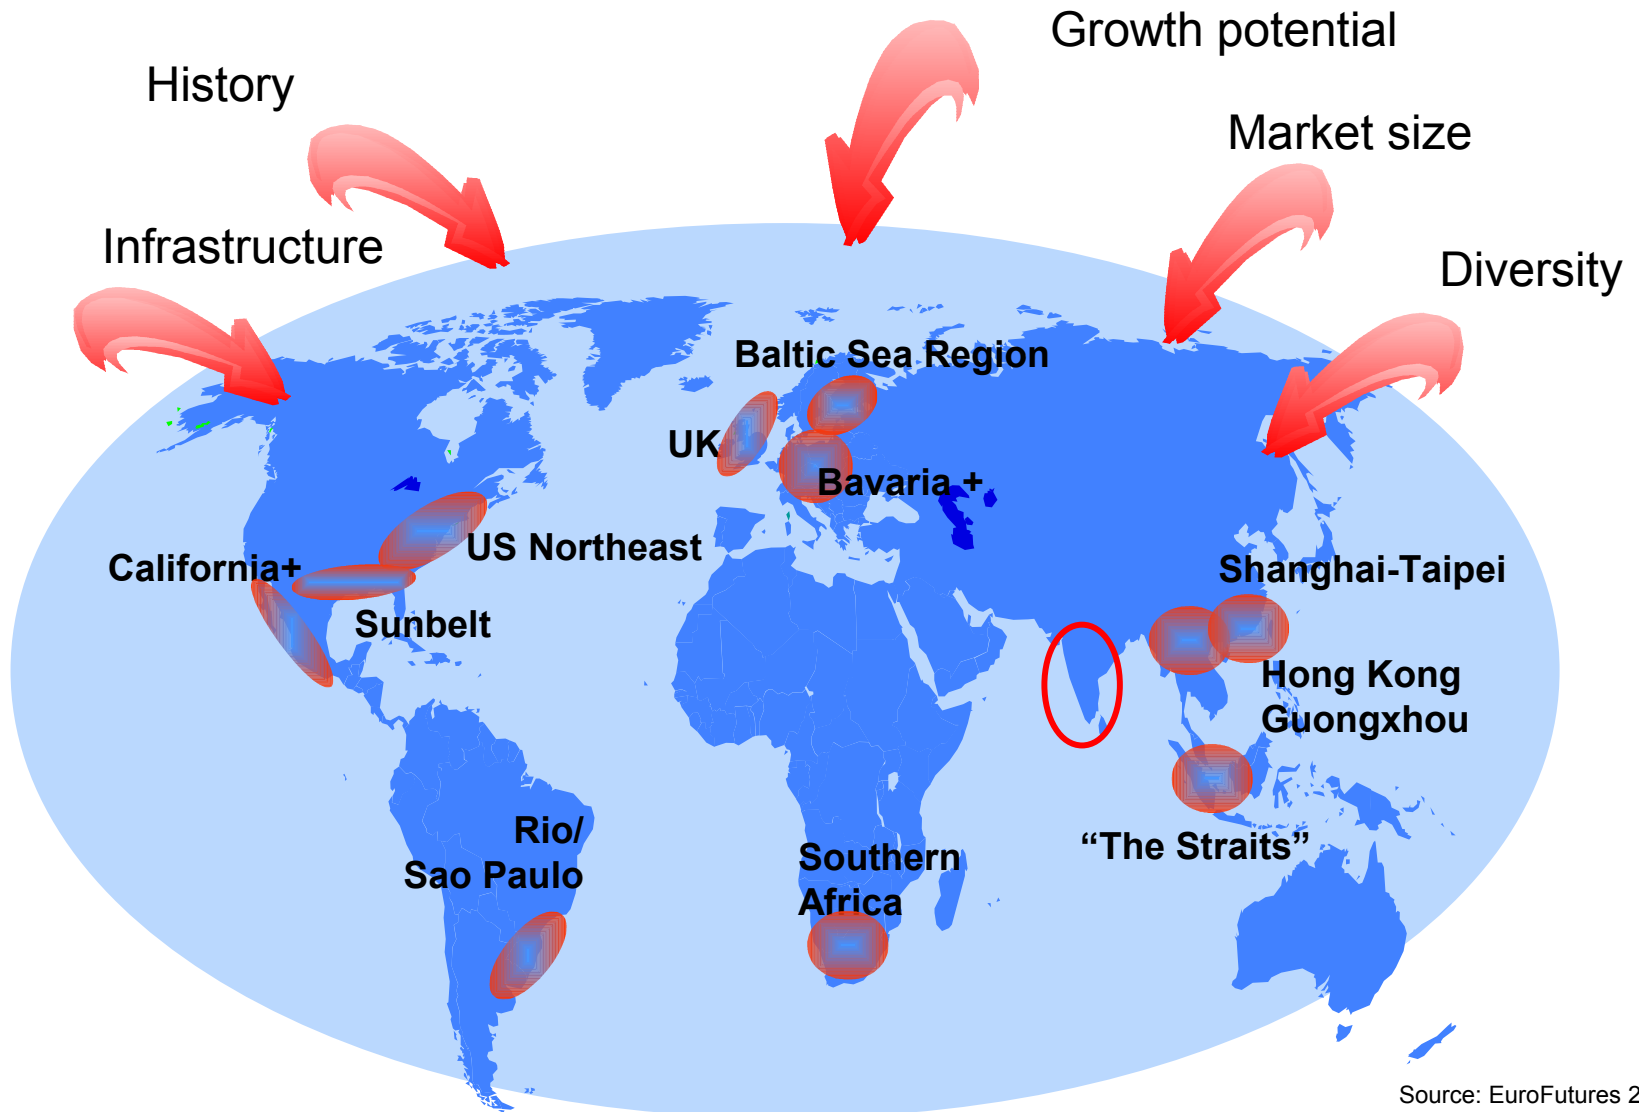 Growth potential
History
Market size
Infrastructure
Diversity
Baltic Sea Region
UK
Bavaria +
US Northeast
California+
Shanghai-Taipei
Sunbelt
Hong Kong
Guongxhou
Rio/
Sao Paulo
"The Straits"
Southern
Africa
Source: EuroFutures 2